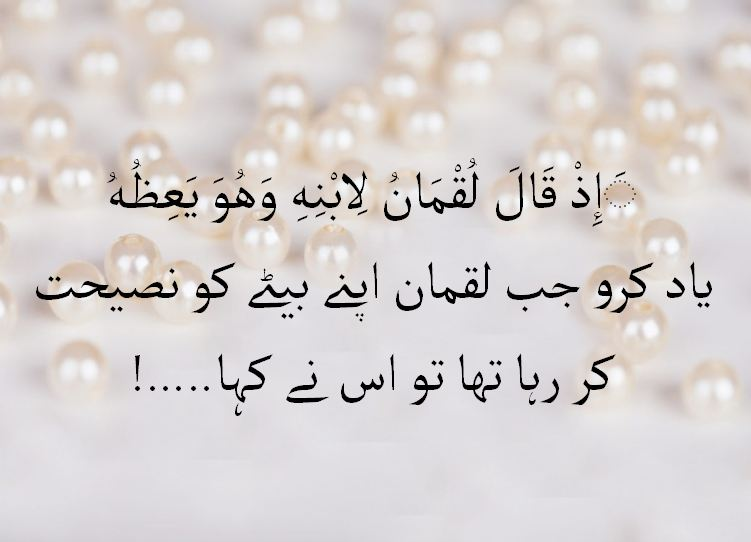 َإِذْ قَالَ لُقْمَانُ لِابْنِهِ وَهُوَ يَعِظُهُ
یاد کرو جب لقمان اپنے بیٹے کو نصیحت
کر رہا تھا تو اس نے کہا.....!